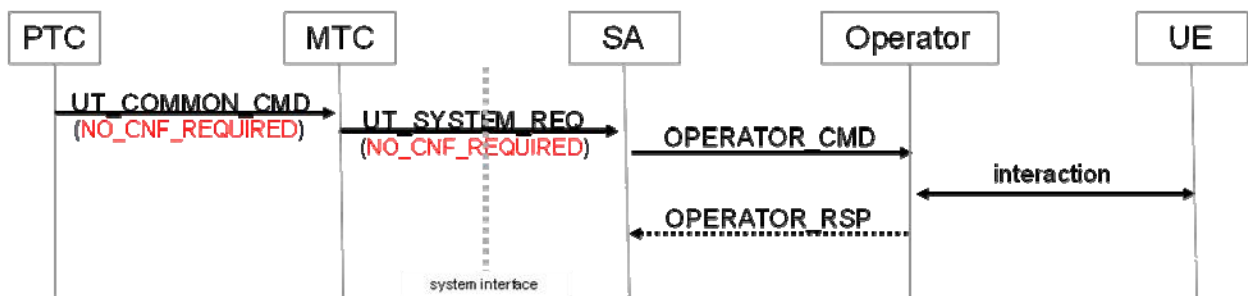 PTC MTC SA Operator UE
UT_COMMON_CMD
(NO_CNF_REQUIRED)
UT_SYSTEM_REQ
(NO_CNF_REQUIRED)
OPERATOR_CMD
interaction
OPERATOR_RSP
system interface